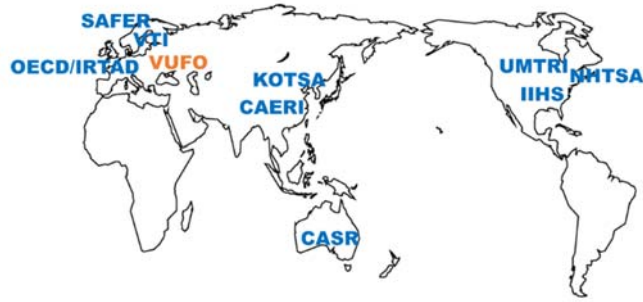 SAFER
VTI
OECD/IRTAD
VUFO
KOTSA
CAERI
UMTRI
NHTSA
IIHS
CASR